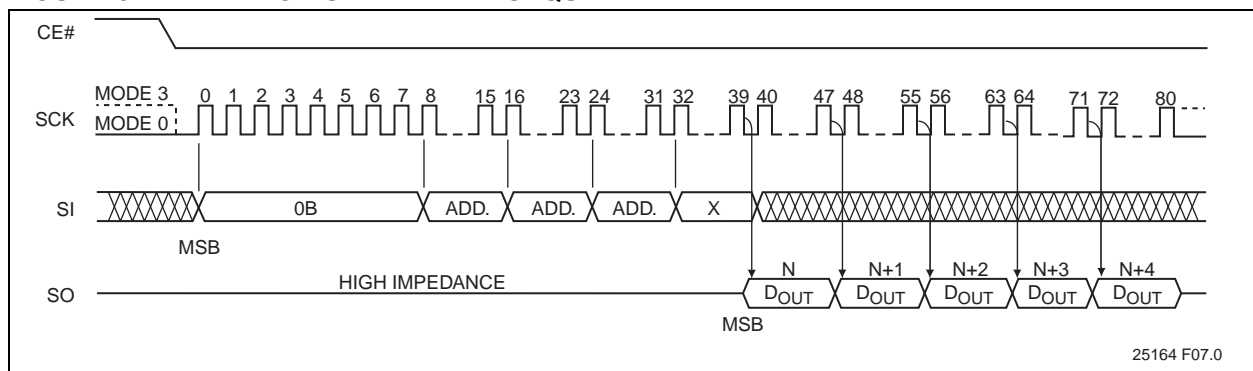 CE#
MODE 3
SCK
MODE 0
0 1 2 3 4 5 6 7 8 15 16 23 24 31 32 39 40 47 48 55 56 63 64 71 72 80
SI
0B ADD. ADD. ADD. X
MSB
HIGH IMPEDANCE
N N+1 N+2 N+3 N+4
SO
DOUT DOUT DOUT DOUT DOUT
MSB
25164 F07.0